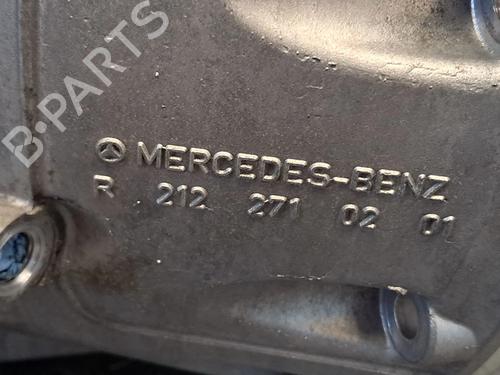 B-PARTS
MERCEDES-BENZ
R 212 271 02 01